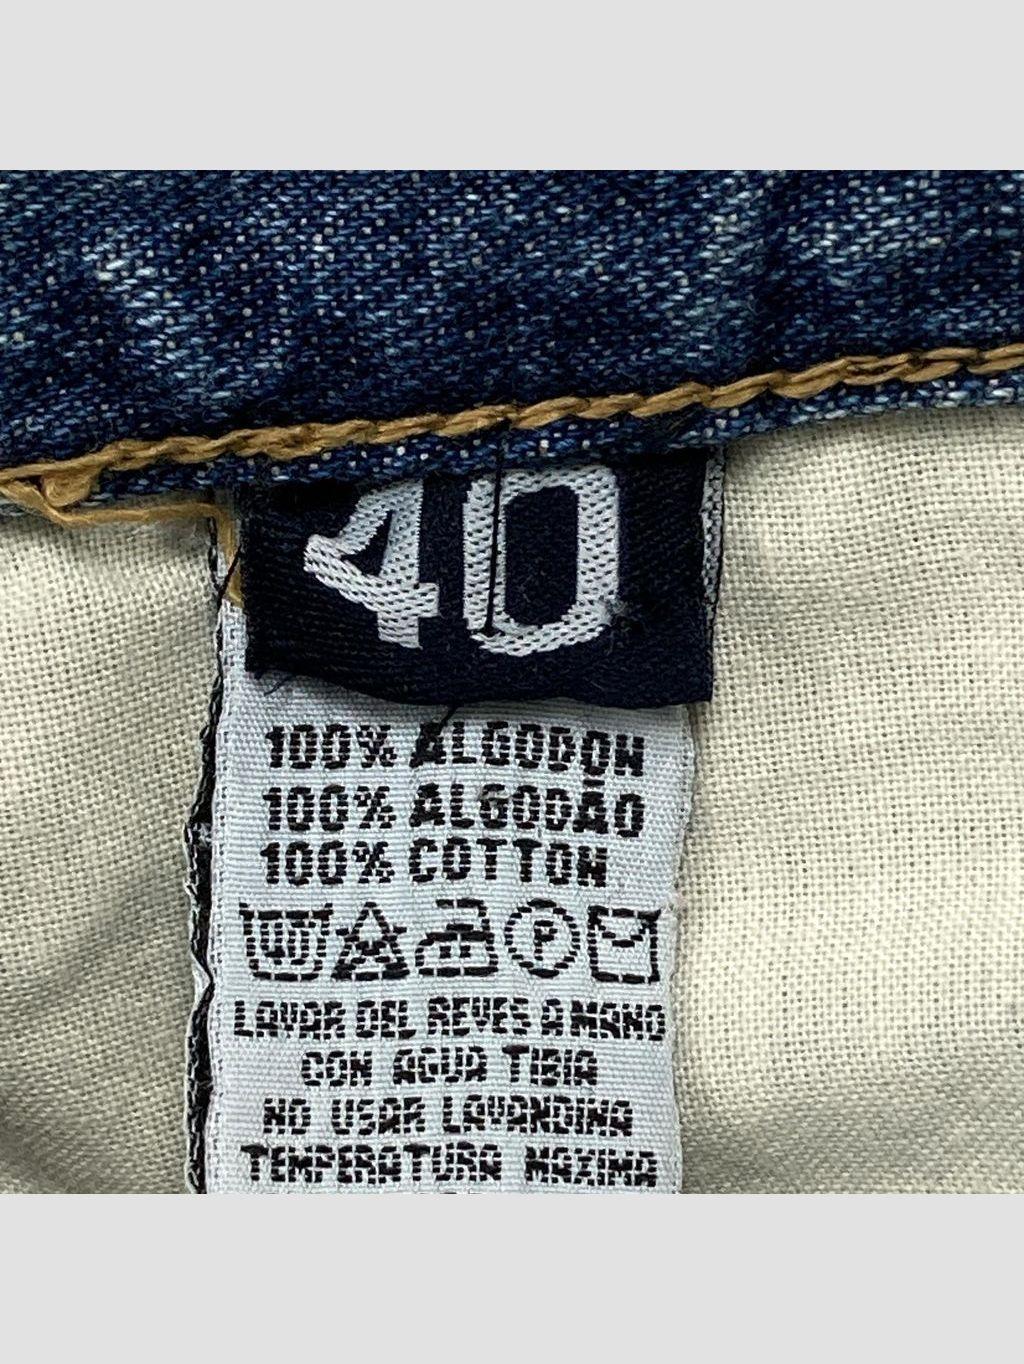 40
100% ALGODON
100% ALGODÃO
100% COTTON
P
LAVAR DEL REVES A MANO
CON AGUA TIBIA
NO USAR LAVANDINA
TEMPERATURA MAXIMA